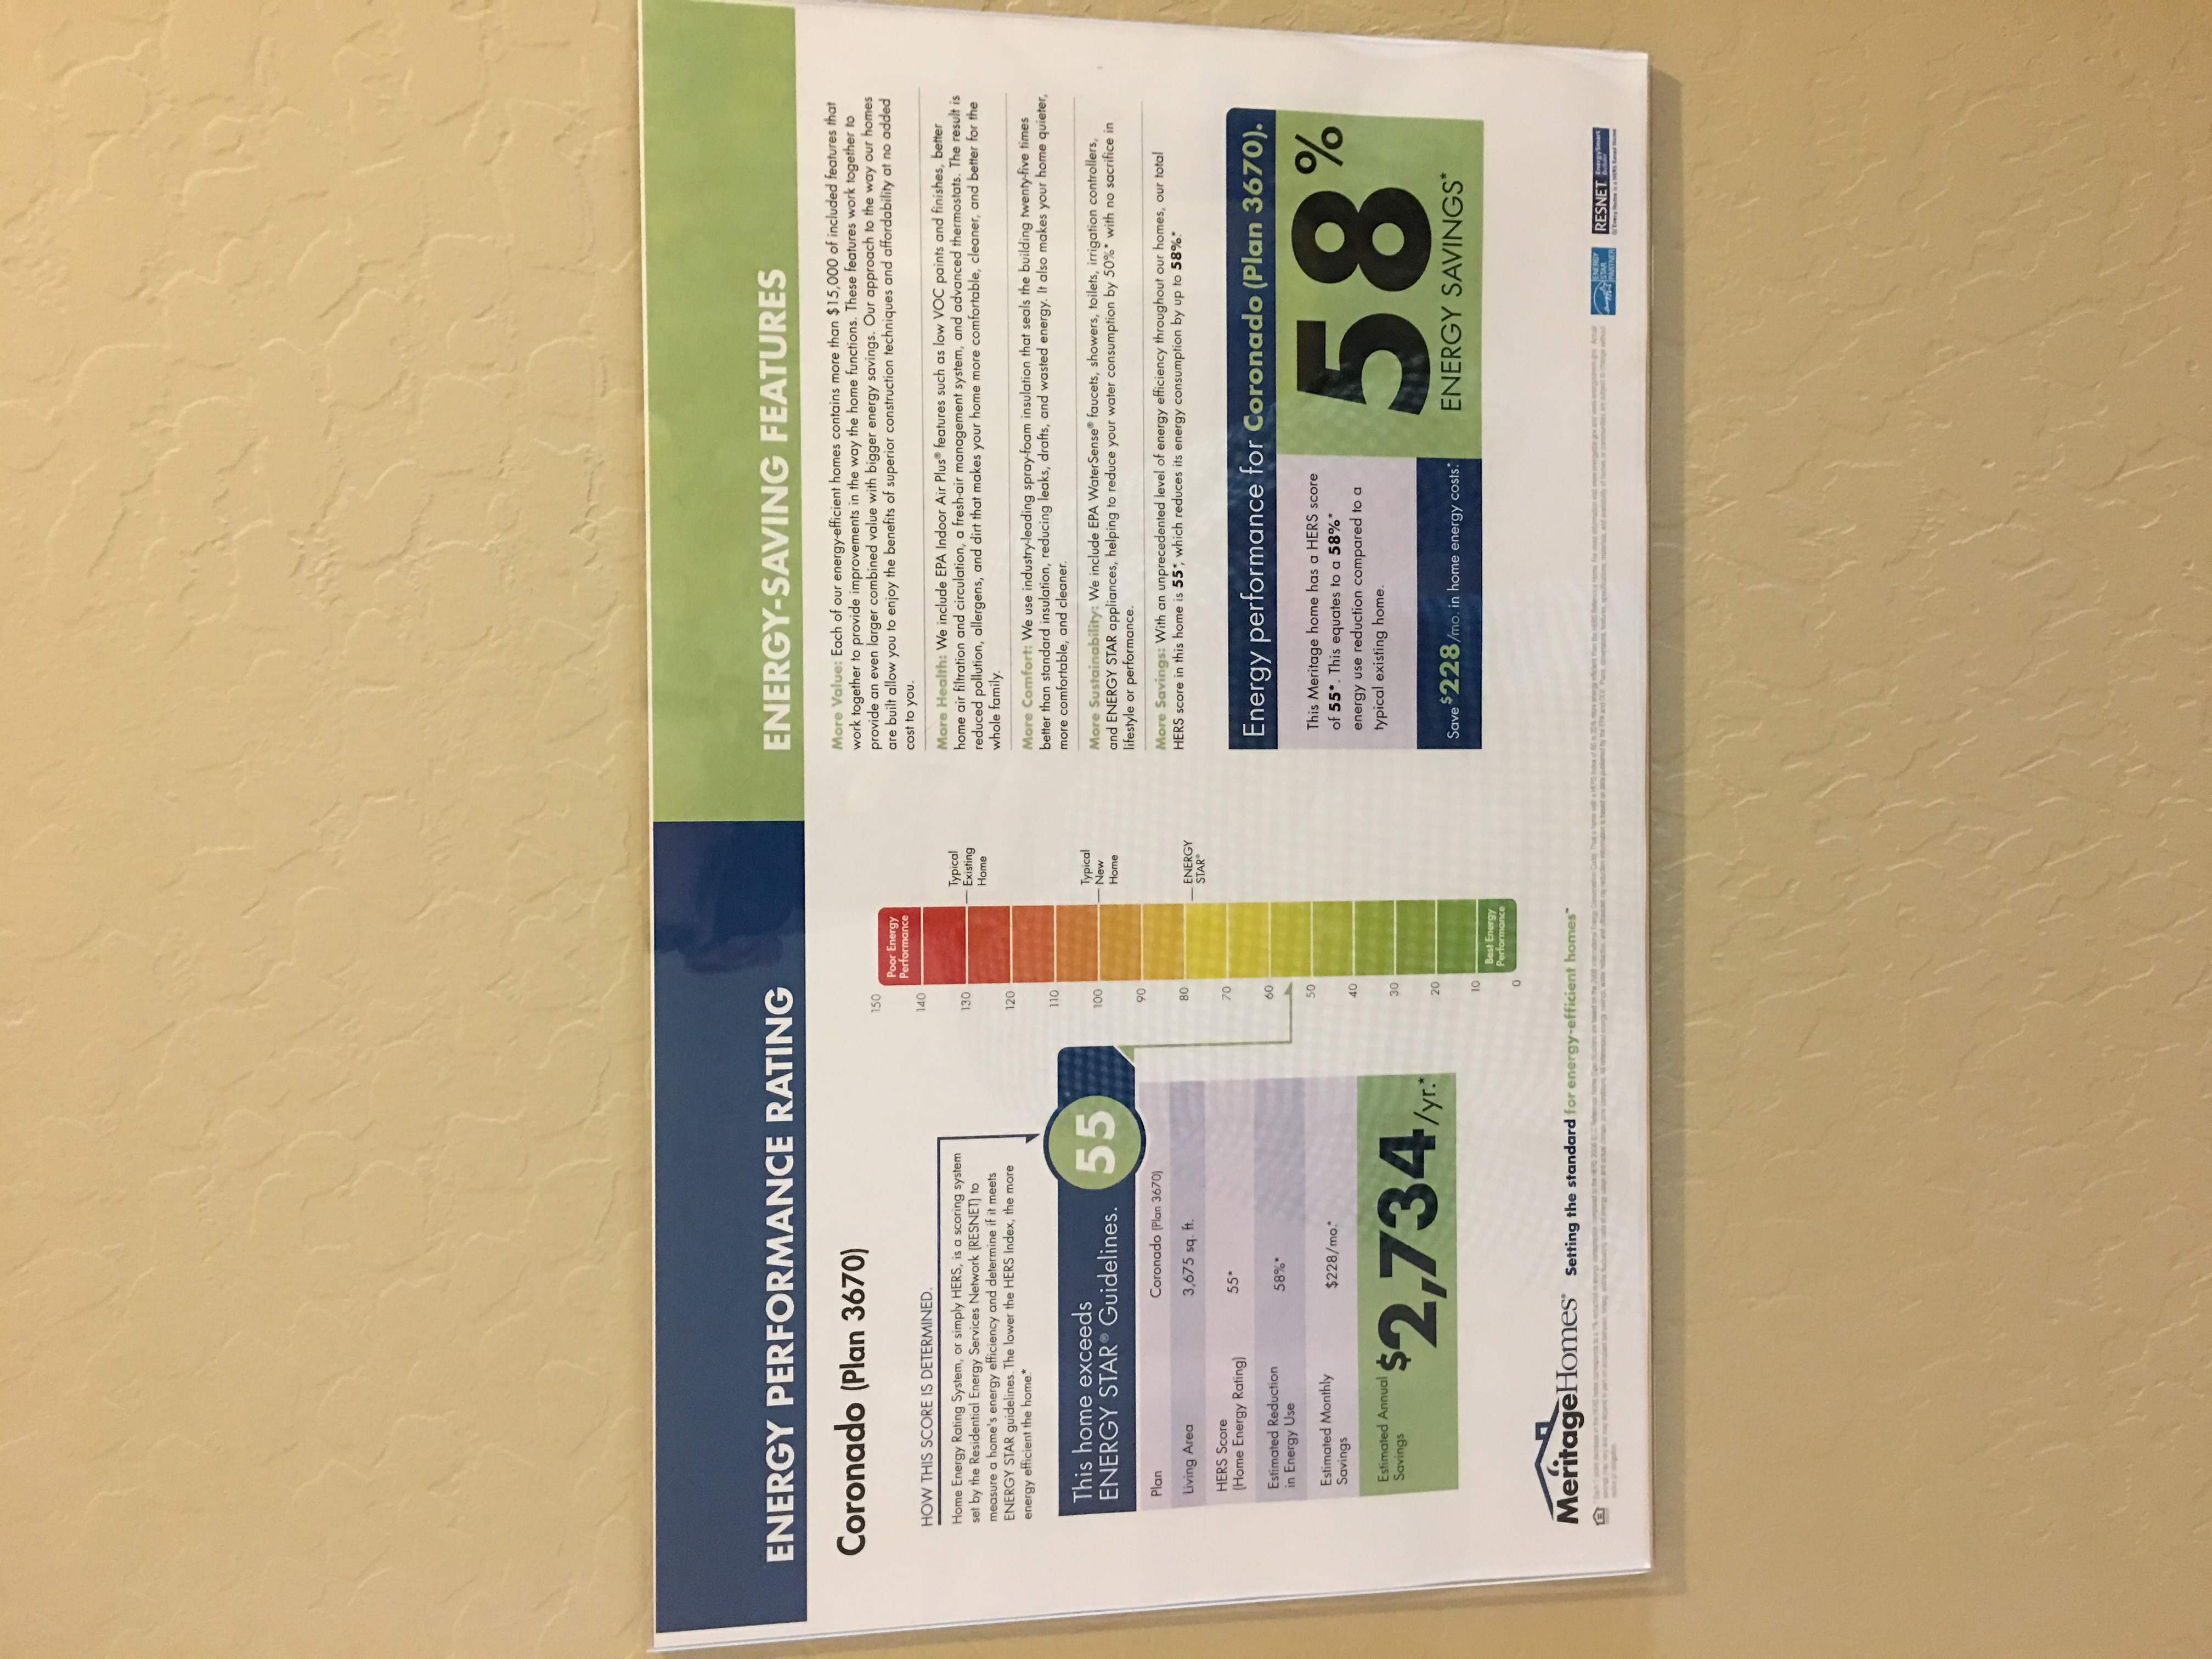 ENERGY PERFORMANCE RATING
Coronado (Plan 3670)
HOW THIS SCORE IS DETERMINED.
Home Energy Rating System, or simply HERS, is a scoring system
set by the Residential Energy Services Network (RESNET) to
measure a home's energy efficiency and determine if it meets
ENERGY STAR guidelines. The lower the HERS Index, the more
energy efficient the home.*
This home exceeds
ENERGY STAR® Guidelines.
55
Plan Coronado (Plan 3670)
Living Area 3,675 sq. ft.
HERS Score
(Home Energy Rating) 55*
Estimated Reduction
in Energy Use 58%*
Estimated Monthly
Savings $228/mo.*
Estimated Annual
Savings $2,734/yr.*
150
Poor Energy
Performance
140
130
Typical
Existing
Home
120
110
100
Typical
New
Home
90
80
ENERGY
STAR®
70
60
50
40
30
20
10
Best Energy
Performance
0
ENERGY-SAVING FEATURES
More Value: Each of our energy-efficient homes contains more than $15,000 of included features that
work together to provide improvements in the way the home functions. These features work together to
provide an even larger combined value with bigger energy savings. Our approach to the way our homes
are built allow you to enjoy the benefits of superior construction techniques and affordability at no added
cost to you.
More Health: We include EPA Indoor Air Plus® features such as low VOC paints and finishes, better
home air filtration and circulation, a fresh-air management system, and advanced thermostats. The result is
reduced pollution, allergens, and dirt that makes your home more comfortable, cleaner, and better for the
whole family.
More Comfort: We use industry-leading spray-foam insulation that seals the building twenty-five times
better than standard insulation, reducing leaks, drafts, and wasted energy. It also makes your home quieter,
more comfortable, and cleaner.
More Sustainability: We include EPA WaterSense® faucets, showers, toilets, irrigation controllers,
and ENERGY STAR appliances, helping to reduce your water consumption by 50%* with no sacrifice in
lifestyle or performance.
More Savings: With an unprecedented level of energy efficiency throughout our homes, our total
HERS score in this home is 55*, which reduces its energy consumption by up to 58%.*
Energy performance for Coronado (Plan 3670).
This Meritage home has a HERS score
of 55*. This equates to a 58%*
energy use reduction compared to a
typical existing home.
Save $228/mo. in home energy costs.*
58%
ENERGY SAVINGS*
MeritageHomes® Setting the standard for energy-efficient homes™
ENERGY
STAR
PARTNER
RESNET EnergySmart
Builder
Every Home is a HERS Rated Home